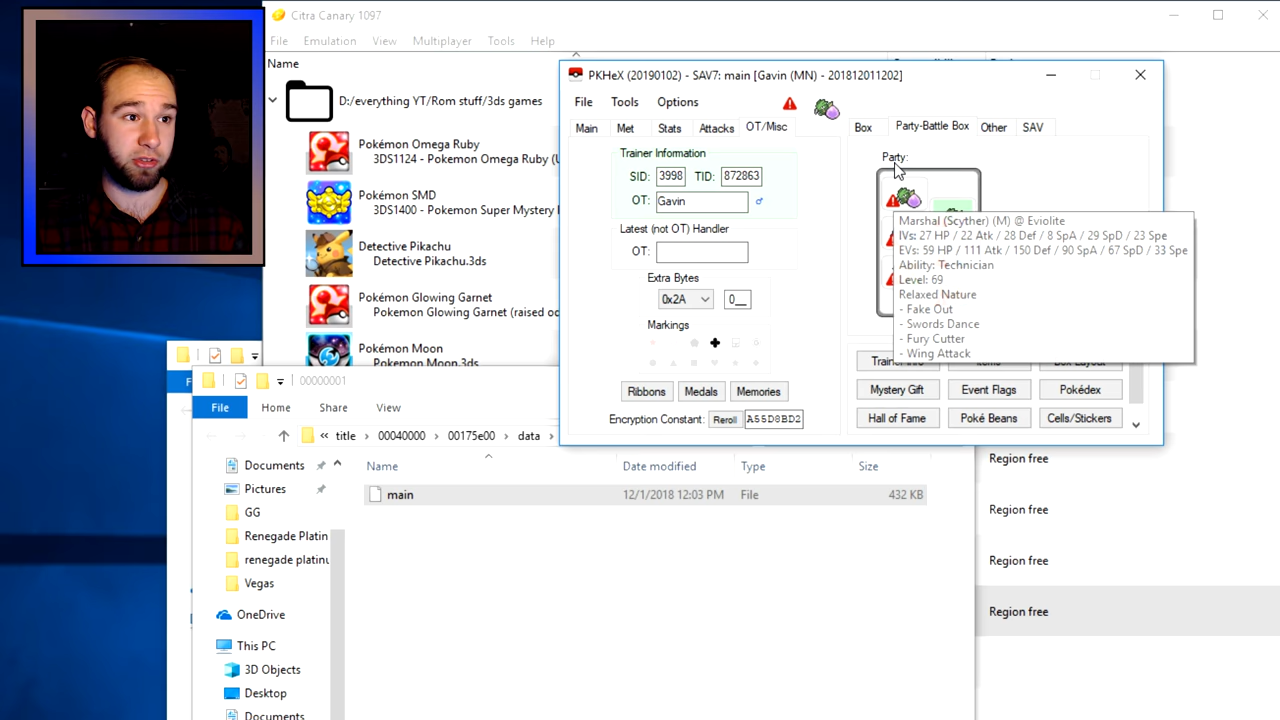 Citra Canary 1097
File Emulation View Multiplayer Tools Help
Name
D:/everything YT/Rom stuff/3ds games
Pokémon Omega Ruby
3DS1124 - Pokemon Omega Ruby (U
Pokémon SMD
3DS1400 - Pokemon Super Mystery
Detective Pikachu
Detective Pikachu.3ds
Pokémon Glowing Garnet
Pokémon Glowing Garnet (raised od
Pokémon Moon
Pokémon Moon.3ds
PKHeX (20190102) - SAV7: main [Gavin (MN) - 201812011202]
File Tools Options
Main Met Stats Attacks OT/Misc
Trainer Information
SID: 3998 TID: 872863
OT: Gavin ♂
Latest (not OT) Handler
OT:
Extra Bytes
0x2A 0__
Markings
Ribbons Medals Memories
Encryption Constant: Reroll A55D8BD2
Box Party-Battle Box Other SAV
Party:
Marshal (Scyther) (M) @ Eviolite
IVs: 27 HP / 22 Atk / 28 Def / 8 SpA / 29 SpD / 23 Spe
EVs: 59 HP / 111 Atk / 150 Def / 90 SpA / 67 SpD / 33 Spe
Ability: Technician
Level: 69
Relaxed Nature
- Fake Out
- Swords Dance
- Fury Cutter
- Wing Attack
Mystery Gift Event Flags Pokédex
Hall of Fame Poké Beans Cells/Stickers
00000001
File Home Share View
« title 00040000 00175e00 data
Documents
Pictures
GG
Renegade Platin
renegade platinu
Vegas
OneDrive
This PC
3D Objects
Desktop
Documents
Name Date modified Type Size
main 12/1/2018 12:03 PM File 432 KB
Region free
Region free
Region free
Region free